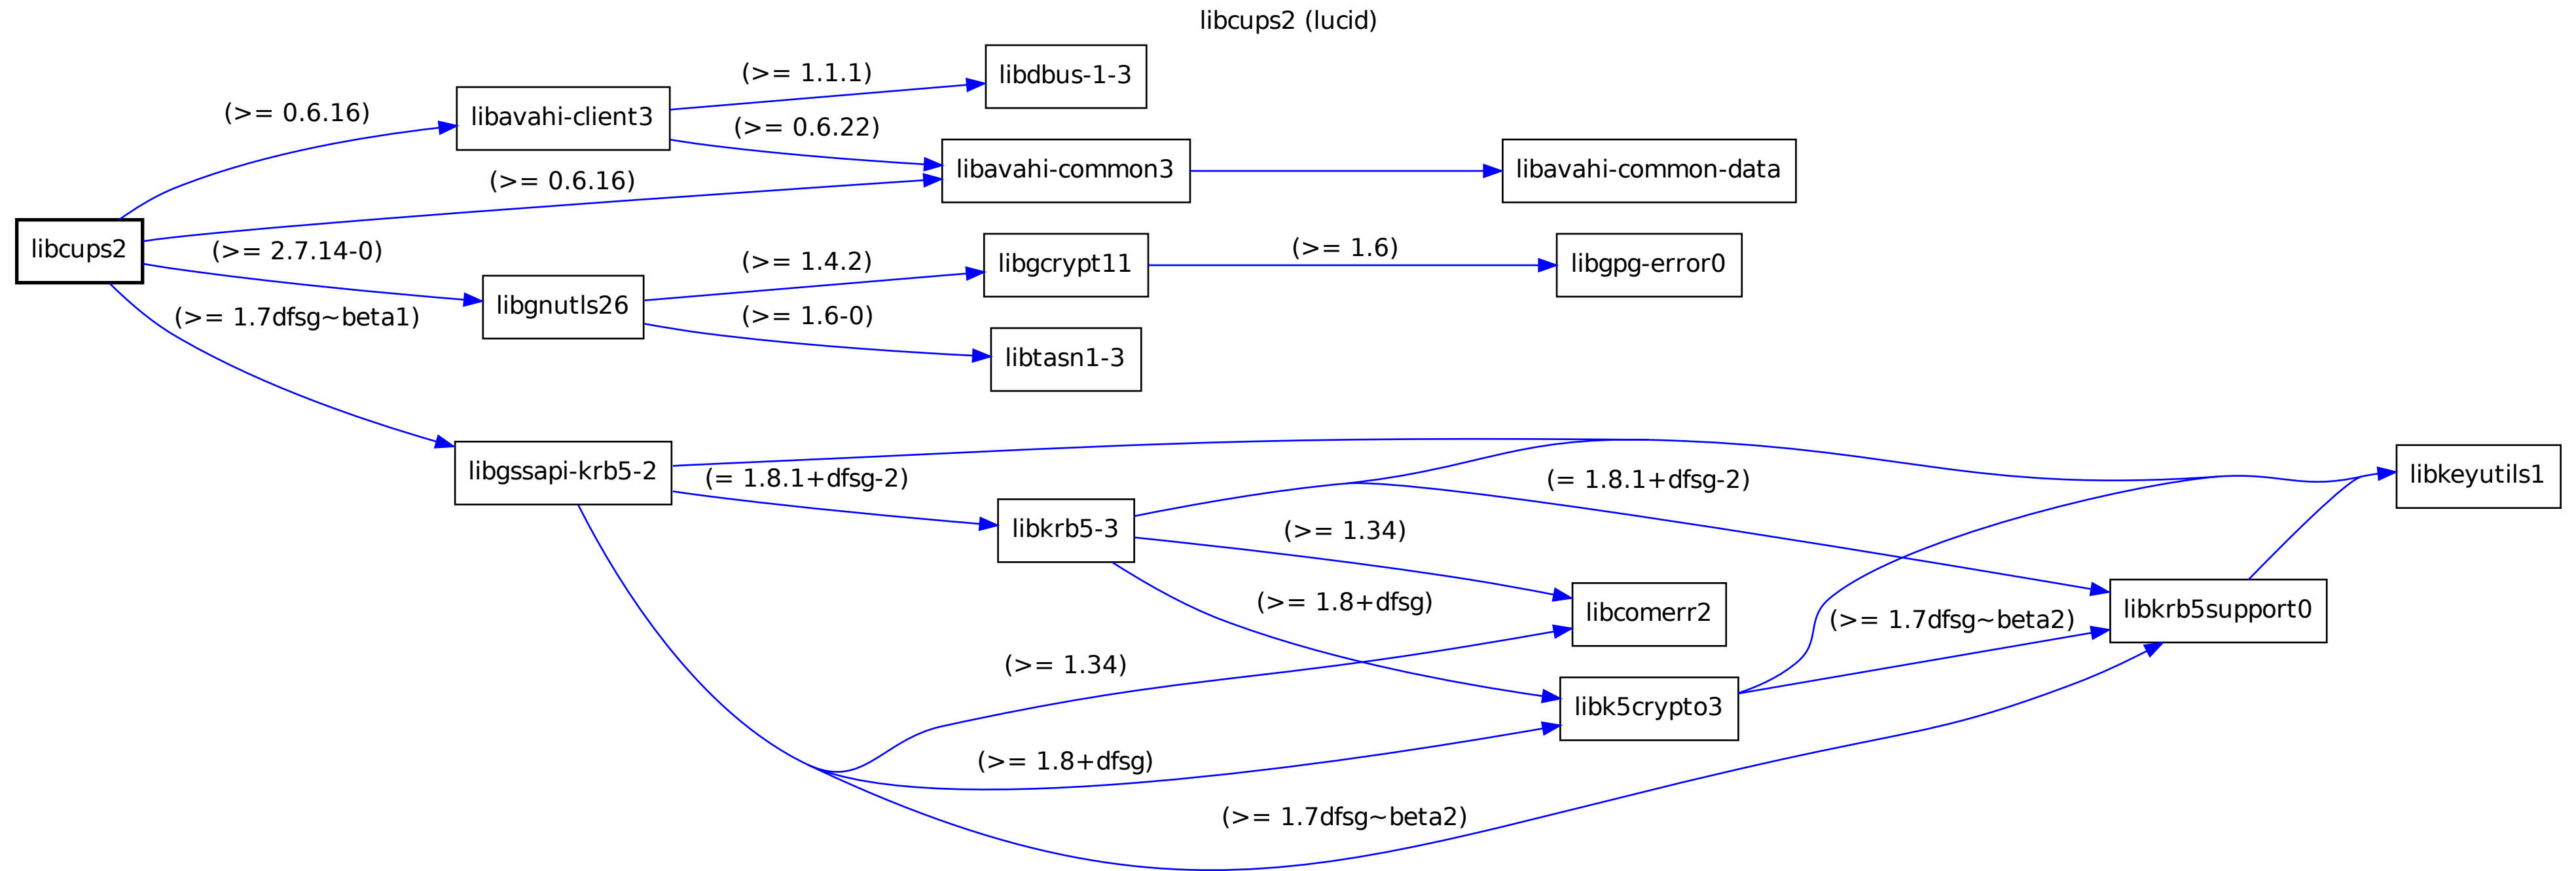 libcups2 (lucid)
libdbus-1-3
(>= 1.1.1)
(>= 0.6.16)
libavahi-client3
(>= 0.6.22)
libavahi-common3
libavahi-common-data
(>= 0.6.16)
libcups2
(>= 2.7.14-0)
(>= 1.4.2)
libgcrypt11
(>= 1.6)
libgpg-error0
libgnutls26
(>= 1.7dfsg~beta1)
(>= 1.6-0)
libtasn1-3
libgssapi-krb5-2
(= 1.8.1+dfsg-2)
(= 1.8.1+dfsg-2)
libkeyutils1
libkrb5-3
(>= 1.34)
(>= 1.8+dfsg)
libcomerr2
(>= 1.7dfsg~beta2)
libkrb5support0
(>= 1.34)
libk5crypto3
(>= 1.8+dfsg)
(>= 1.7dfsg~beta2)